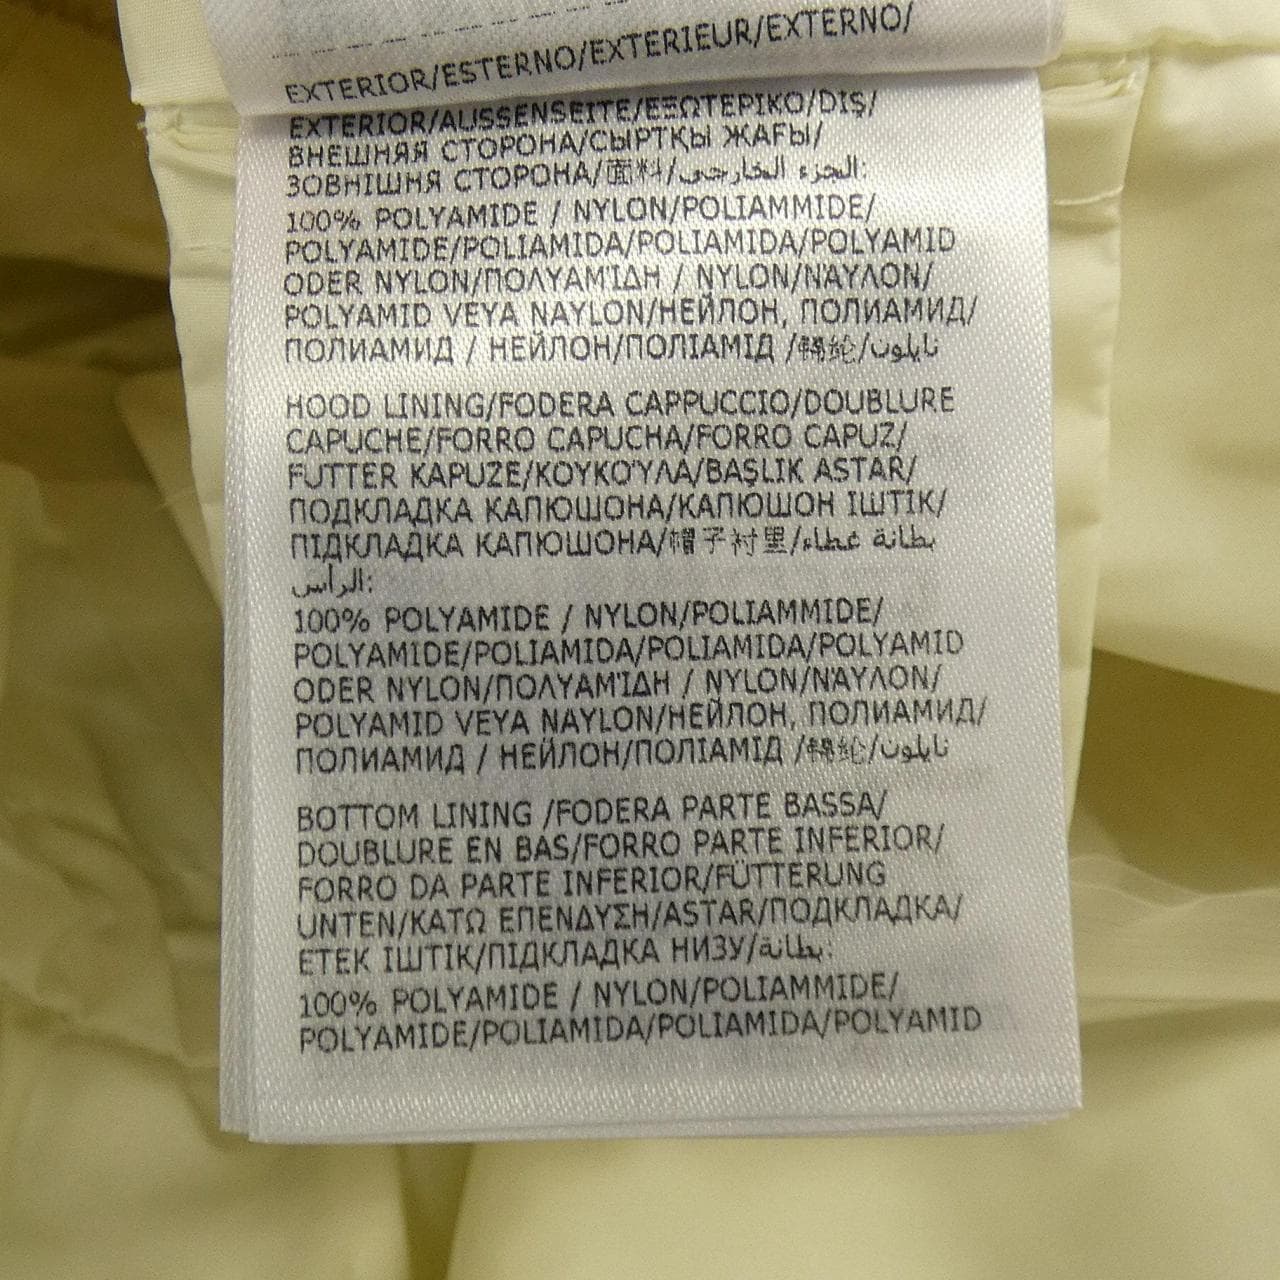 EXTERIOR/ESTERNO/EXTERIEUR/EXTERNO/
EXTERIOR/AUSSENSEITE/ΕΞΩΤΕΡΙΚΟ/DIŞ/
ВНЕШНЯЯ СТОРОНА/СЫРТҚЫ ЖАҒЫ/
ЗОВНІШНЯ СТОРОНА/面料/الجزء الخارجي:
100% POLYAMIDE / NYLON/POLIAMMIDE/
POLYAMIDE/POLIAMIDA/POLIAMIDA/POLYAMID
ODER NYLON/ΠΟΛΥΑΜΊΔΗ / NYLON/ΝΆΥΛΟΝ/
POLYAMID VEYA NAYLON/НЕЙЛОН, ПОЛИАМИД/
ПОЛИАМИД / НЕЙЛОН/ПОЛІАМІД /锦纶/نايلون
HOOD LINING/FODERA CAPPUCCIO/DOUBLURE
CAPUCHE/FORRO CAPUCHA/FORRO CAPUZ/
FUTTER KAPUZE/ΚΟΥΚΟΎΛΑ/BAŞLIK ASTAR/
ПОДКЛАДКА КАПЮШОНА/КАПЮШОН ІШТІК/
ПІДКЛАДКА КАПЮШОНА/帽子衬里/بطانة غطاء
الرأس:
100% POLYAMIDE / NYLON/POLIAMMIDE/
POLYAMIDE/POLIAMIDA/POLIAMIDA/POLYAMID
ODER NYLON/ΠΟΛΥΑΜΊΔΗ / NYLON/ΝΆΥΛΟΝ/
POLYAMID VEYA NAYLON/НЕЙЛОН, ПОЛИАМИД/
ПОЛИАМИД / НЕЙЛОН/ПОЛІАМІД /锦纶/نايلون
BOTTOM LINING /FODERA PARTE BASSA/
DOUBLURE EN BAS/FORRO PARTE INFERIOR/
FORRO DA PARTE INFERIOR/FÜTTERUNG
UNTEN/ΚΑΤΩ ΕΠΕΝΔΥΣΗ/ASTAR/ПОДКЛАДКА/
ЕТЕК ІШТІК/ПІДКЛАДКА НИЗУ/بطانة:
100% POLYAMIDE / NYLON/POLIAMMIDE/
POLYAMIDE/POLIAMIDA/POLIAMIDA/POLYAMID